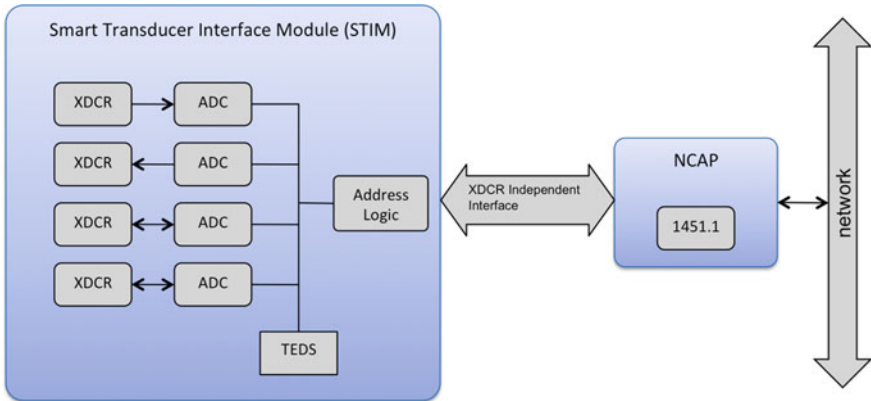 Smart Transducer Interface Module (STIM)
XDCR
ADC
XDCR
ADC
XDCR
ADC
XDCR
ADC
Address
Logic
TEDS
XDCR Independent
Interface
NCAP
1451.1
network